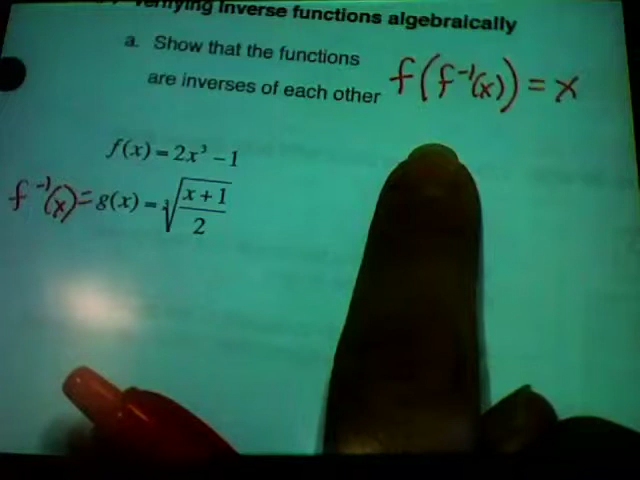 Verifying inverse functions algebraically
a. Show that the functions
are inverses of each other f(f⁻¹(x)) = x
f(x) = 2x³ − 1
f⁻¹(x) = g(x) = ∛((x + 1)/2)